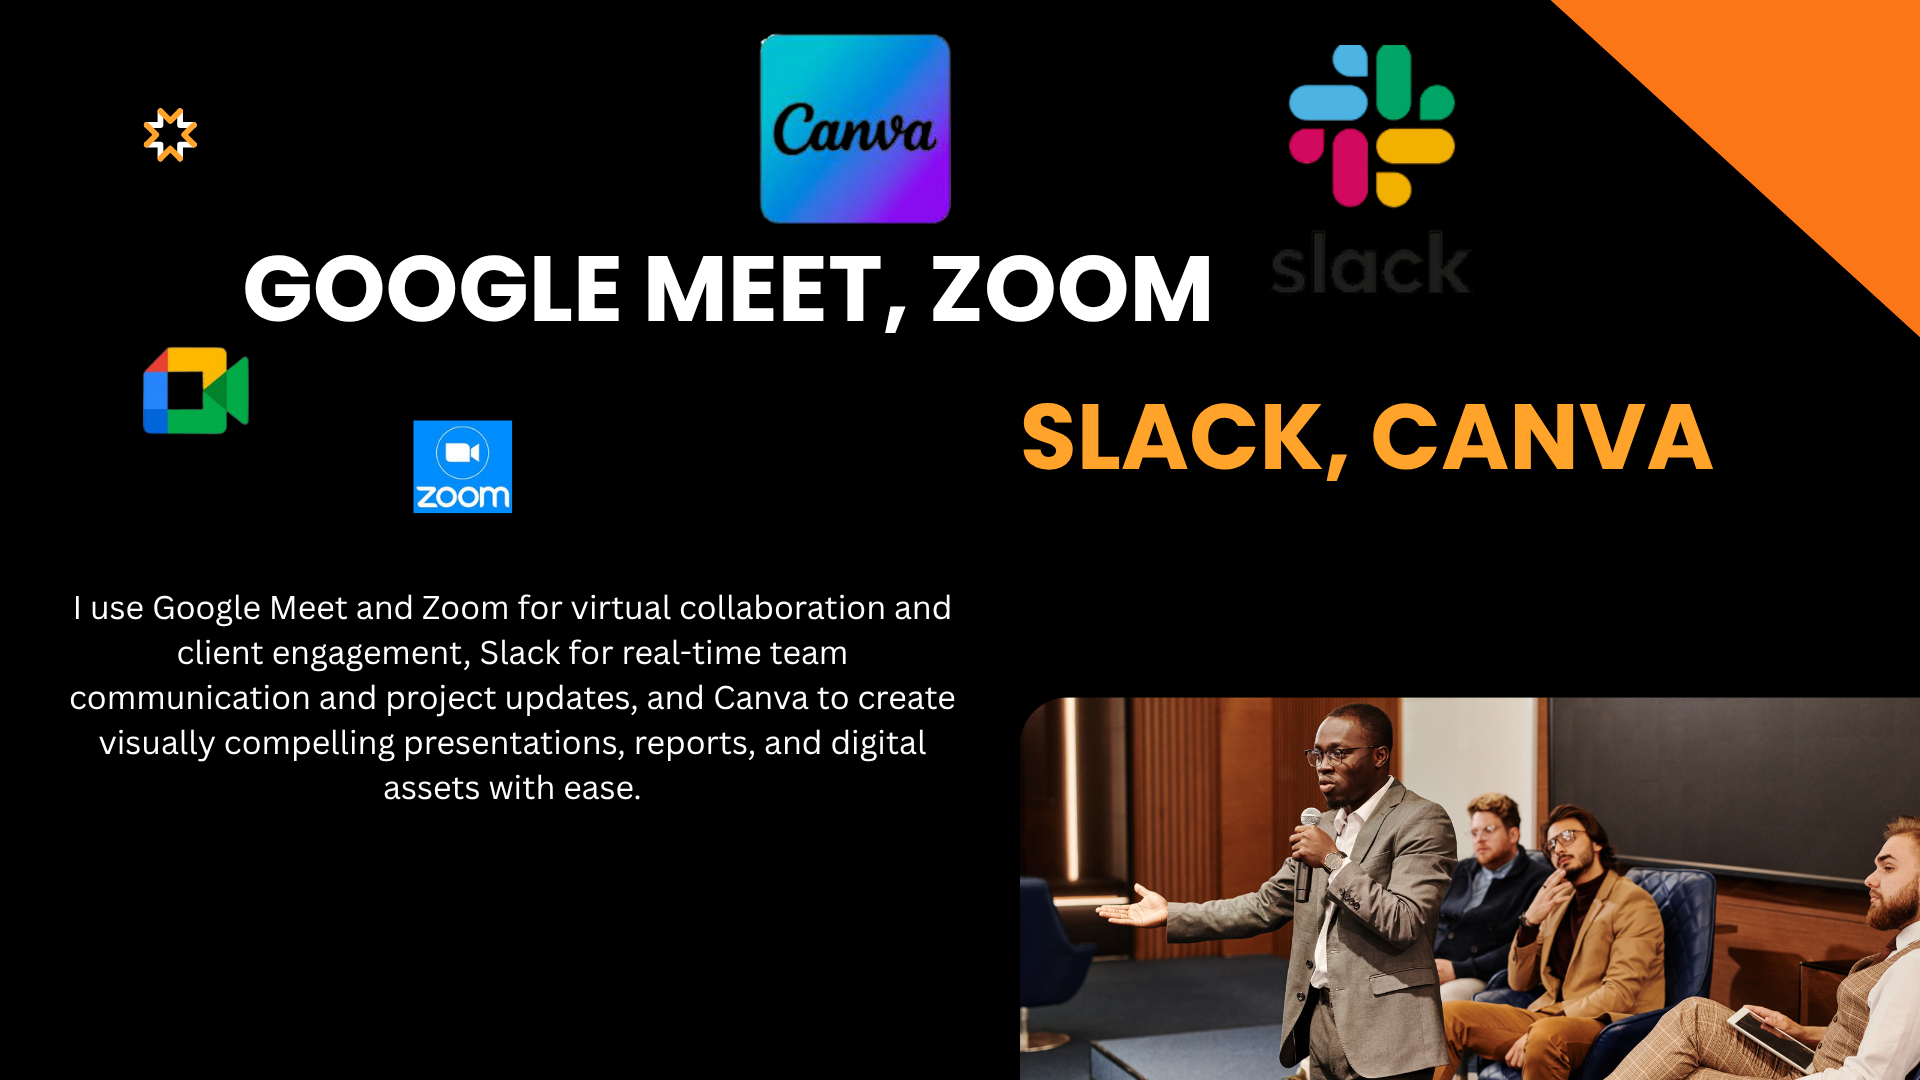 Canva
slack
GOOGLE MEET, ZOOM
SLACK, CANVA
zoom
I use Google Meet and Zoom for virtual collaboration and
client engagement, Slack for real-time team
communication and project updates, and Canva to create
visually compelling presentations, reports, and digital
assets with ease.